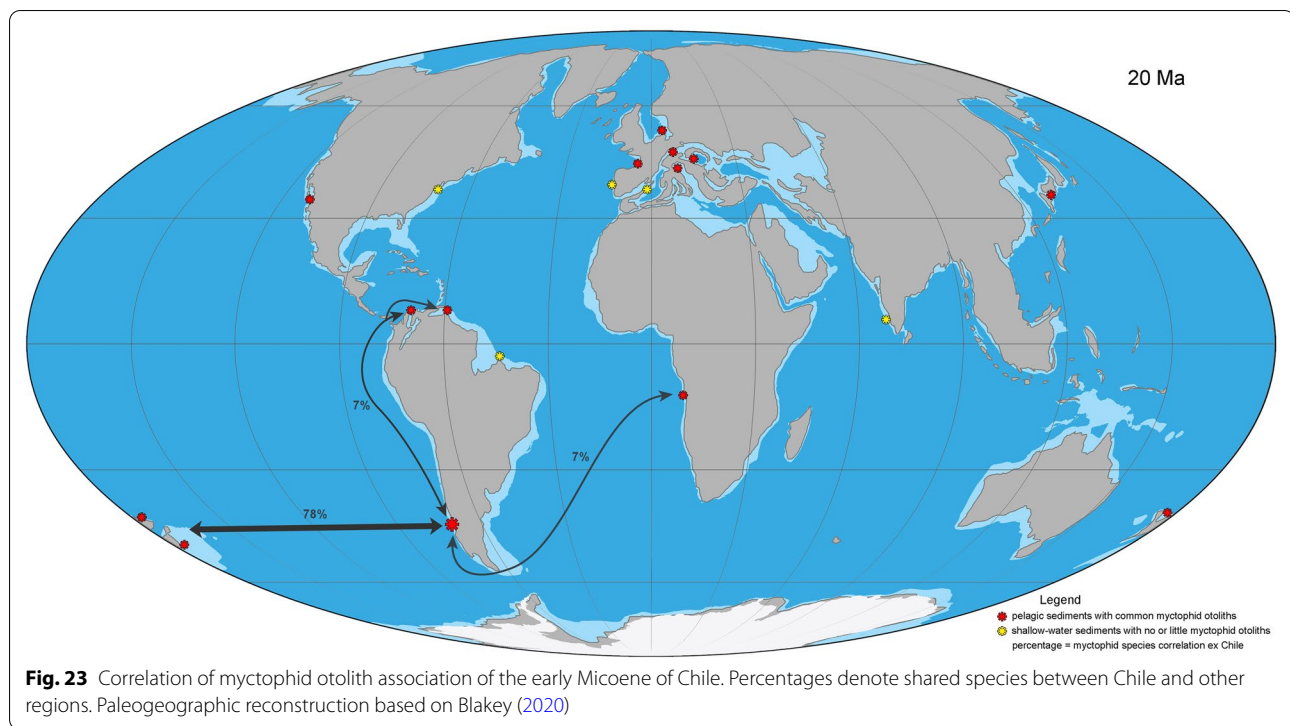 20 Ma
7%
7%
78%
Legend
pelagic sediments with common myctophid otoliths
shallow-water sediments with no or little myctophid otoliths
percentage = myctophid species correlation ex Chile
Fig. 23 Correlation of myctophid otolith association of the early Micoene of Chile. Percentages denote shared species between Chile and other
regions. Paleogeographic reconstruction based on Blakey (2020)